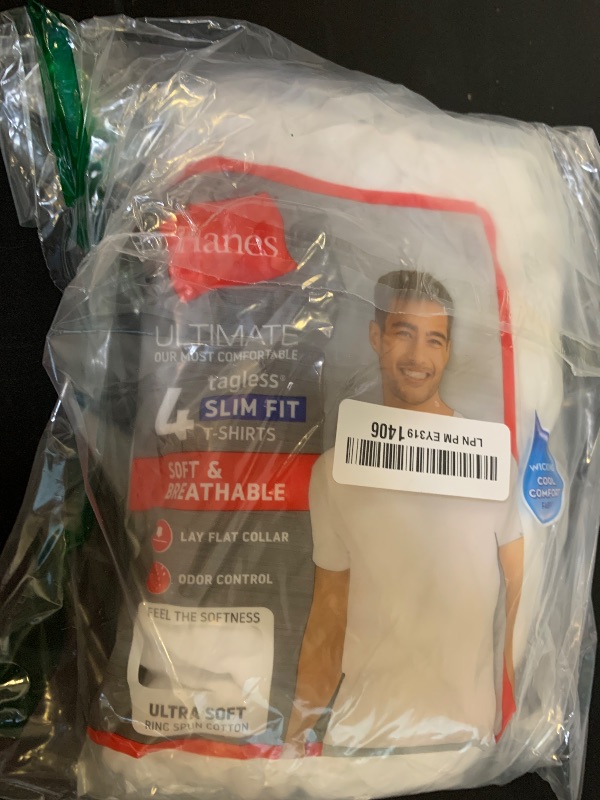 Hanes
ULTIMATE
OUR MOST COMFORTABLE
4
tagless®
SLIM FIT
T-SHIRTS
SOFT &
BREATHABLE
LAY FLAT COLLAR
ODOR CONTROL
FEEL THE SOFTNESS
ULTRA SOFT
RING SPUN COTTON
LPN PM EY319 1406
COOL
COMFORT